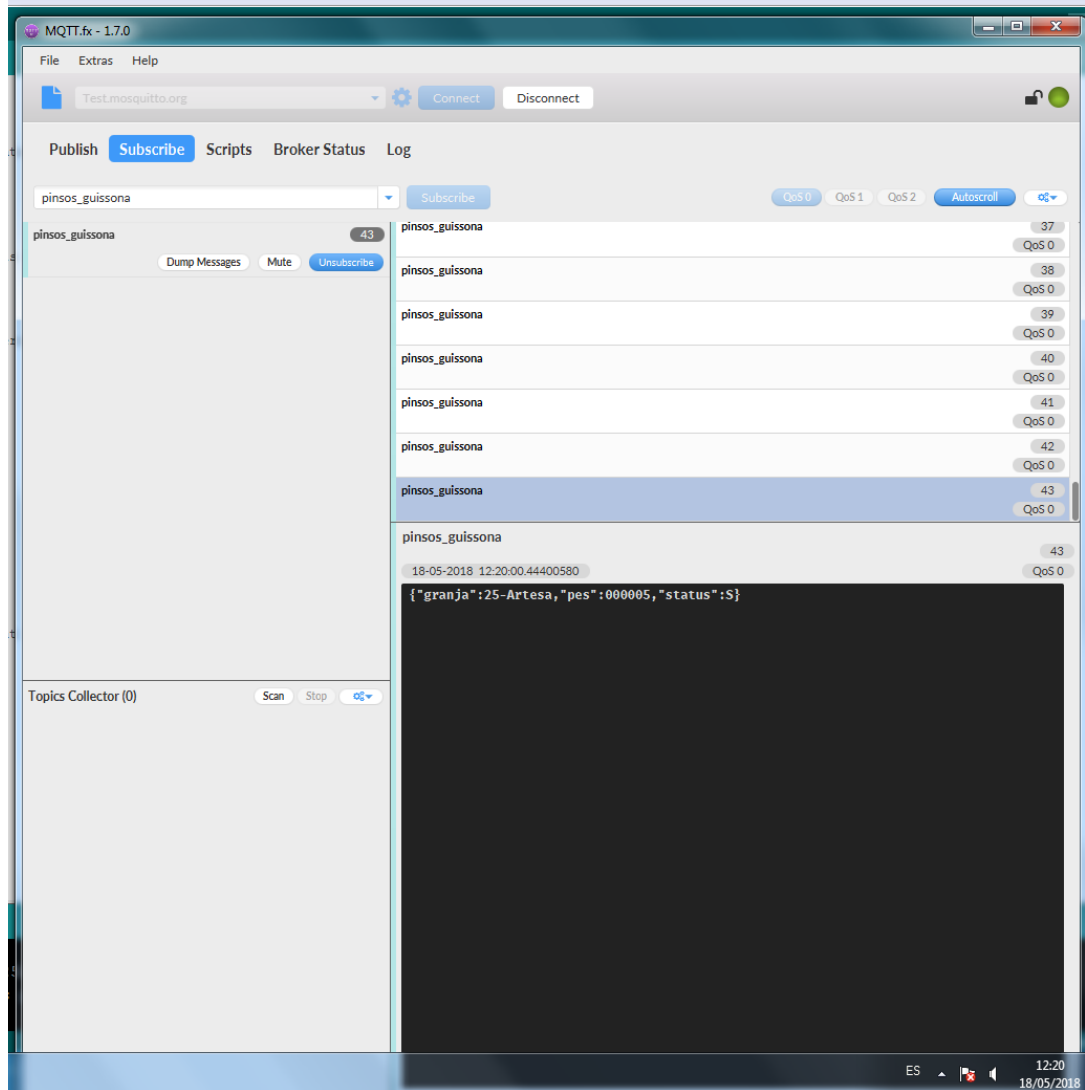 MQTT.fx - 1.7.0
File Extras Help
Test.mosquitto.org Connect Disconnect
Publish Subscribe Scripts Broker Status Log
pinsos_guissona Subscribe QoS 0 QoS 1 QoS 2 Autoscroll
pinsos_guissona 43
Dump Messages Mute Unsubscribe
pinsos_guissona 37
QoS 0
pinsos_guissona 38
QoS 0
pinsos_guissona 39
QoS 0
pinsos_guissona 40
QoS 0
pinsos_guissona 41
QoS 0
pinsos_guissona 42
QoS 0
pinsos_guissona 43
QoS 0
pinsos_guissona
43
18-05-2018 12:20:00.44400580 QoS 0
{"granja":25-Artesa,"pes":000005,"status":S}
Topics Collector (0) Scan Stop
ES 12:20
18/05/2018